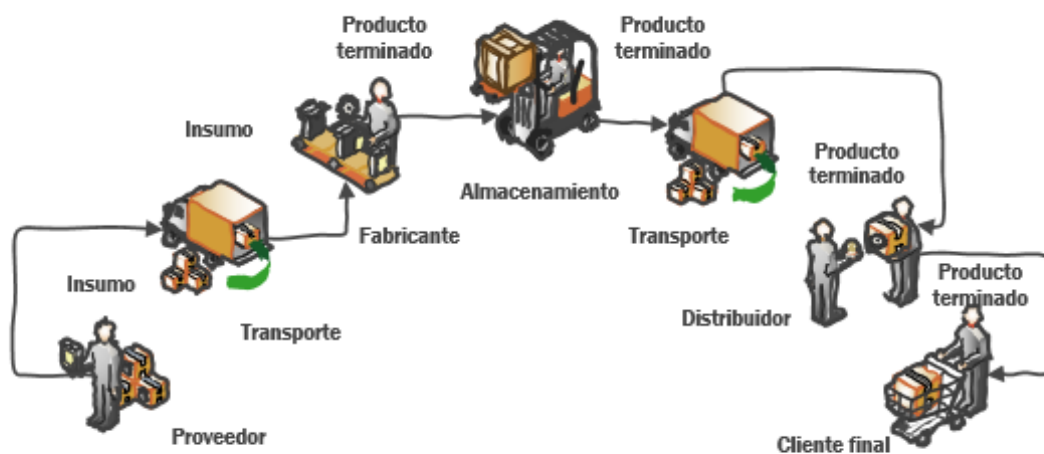 Producto
terminado
Producto
terminado
Insumo
Producto
terminado
Almacenamiento
Fabricante
Transporte
Insumo
Producto
terminado
Distribuidor
Transporte
Proveedor
Cliente final